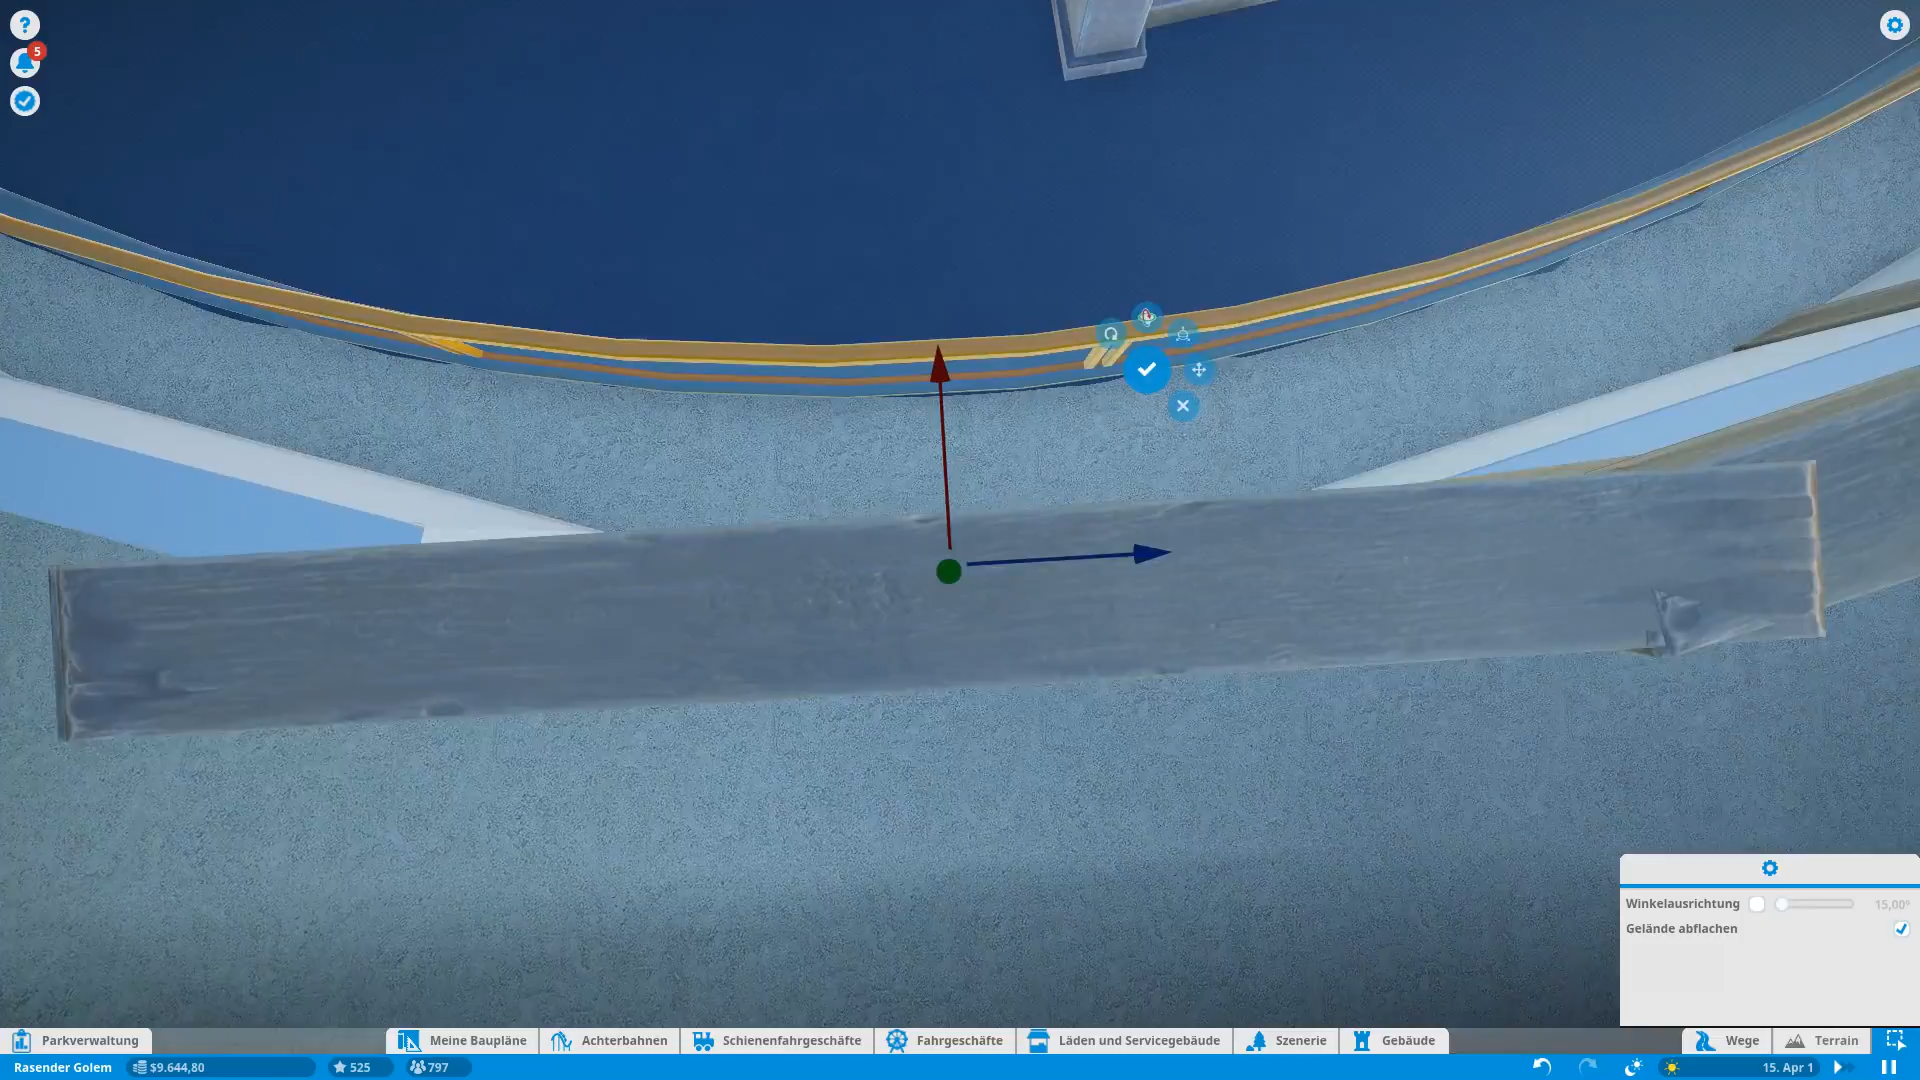 ?
5
Winkelausrichtung 15,00°
Gelände abflachen
Parkverwaltung Meine Baupläne Achterbahnen Schienenfahrgeschäfte Fahrgeschäfte Läden und Servicegebäude Szenerie Gebäude Wege Terrain
Rasender Golem $9.644,80 525 797 15. Apr 1